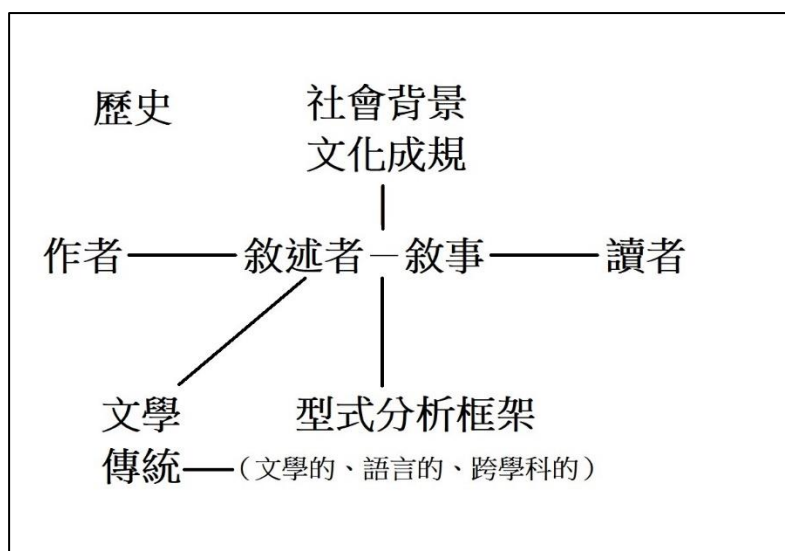 歷史 社會背景
文化成規
作者 敘述者－敘事 讀者
文學 型式分析框架
傳統 （文學的、語言的、跨學科的）